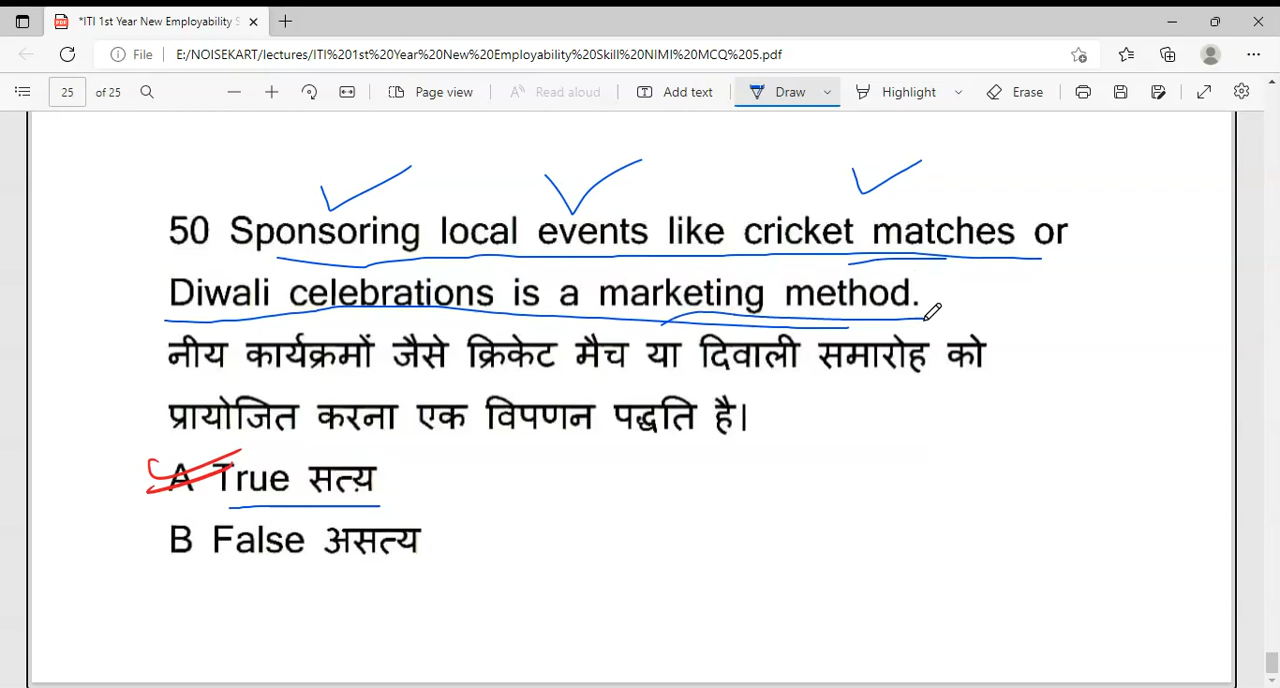 *ITI 1st Year New Employability S
File E:/NOISEKART/lectures/ITI%201st%20Year%20New%20Employability%20Skill%20NIMI%20MCQ%205.pdf
25 of 25 Page view Read aloud Add text Draw Highlight Erase
50 Sponsoring local events like cricket matches or
Diwali celebrations is a marketing method.
नीय कार्यक्रमों जैसे क्रिकेट मैच या दिवाली समारोह को
प्रायोजित करना एक विपणन पद्धति है।
A True सत्य़
B False असत्य